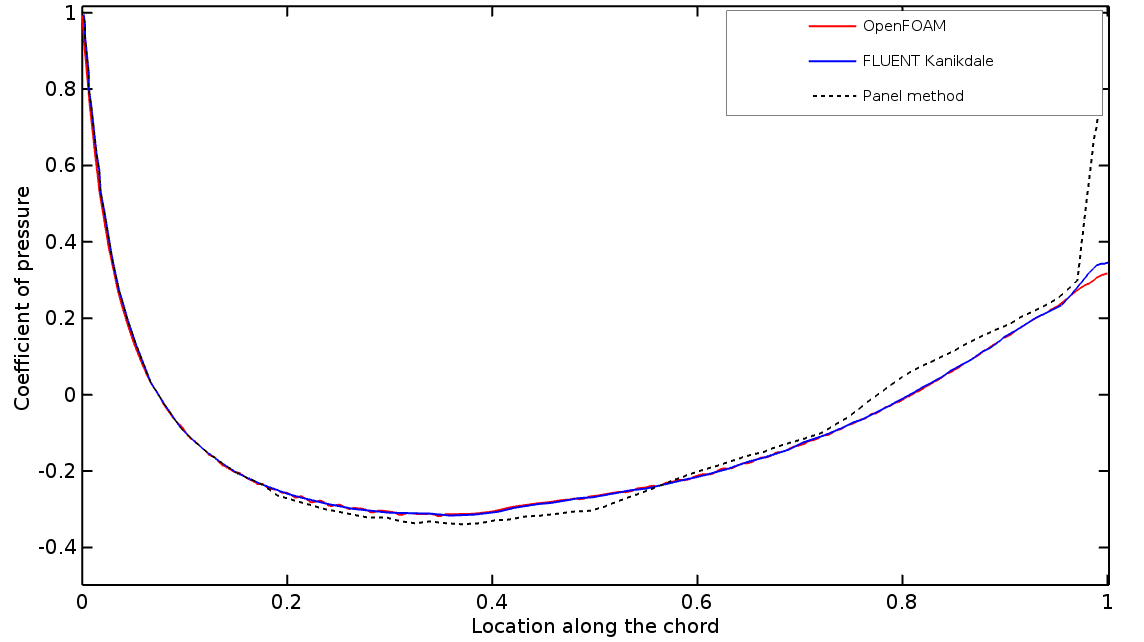 1
0.8
0.6
0.4
0.2
0
-0.2
-0.4
Coefficient of pressure
OpenFOAM
FLUENT Kanikdale
Panel method
0 0.2 0.4 0.6 0.8 1
Location along the chord